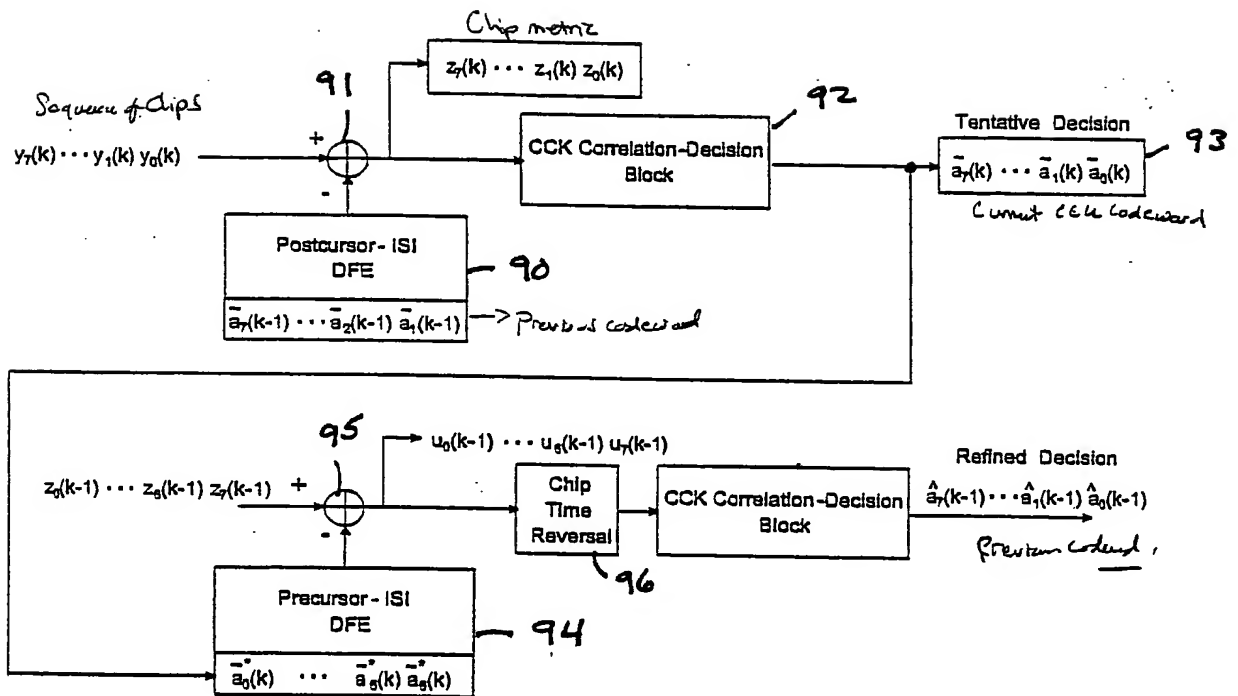 Chip metric
z₇(k) ··· z₁(k) z₀(k)
91
92
Sequence of Chips
y₇(k) ··· y₁(k) y₀(k)
+
-
CCK Correlation-Decision
Block
Tentative Decision
93
ā₇(k) ··· ā₁(k) ā₀(k)
Current CCK codeword
Postcursor-ISI
DFE
90
ā₇(k-1) ··· ā₂(k-1) ā₁(k-1)
Previous codeword
95
u₀(k-1) ··· u₆(k-1) u₇(k-1)
z₀(k-1) ··· z₆(k-1) z₇(k-1)
+
-
Chip
Time
Reversal
96
CCK Correlation-Decision
Block
Refined Decision
â₇(k-1) ··· â₁(k-1) â₀(k-1)
Previous codeword.
Precursor-ISI
DFE
94
ā₀*(k) ··· ā₅*(k) ā₆*(k)